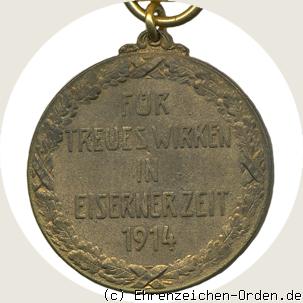 FÜR
TREUES WIRKEN
IN
EISERNER ZEIT
1914
(c) Ehrenzeichen-Orden.de